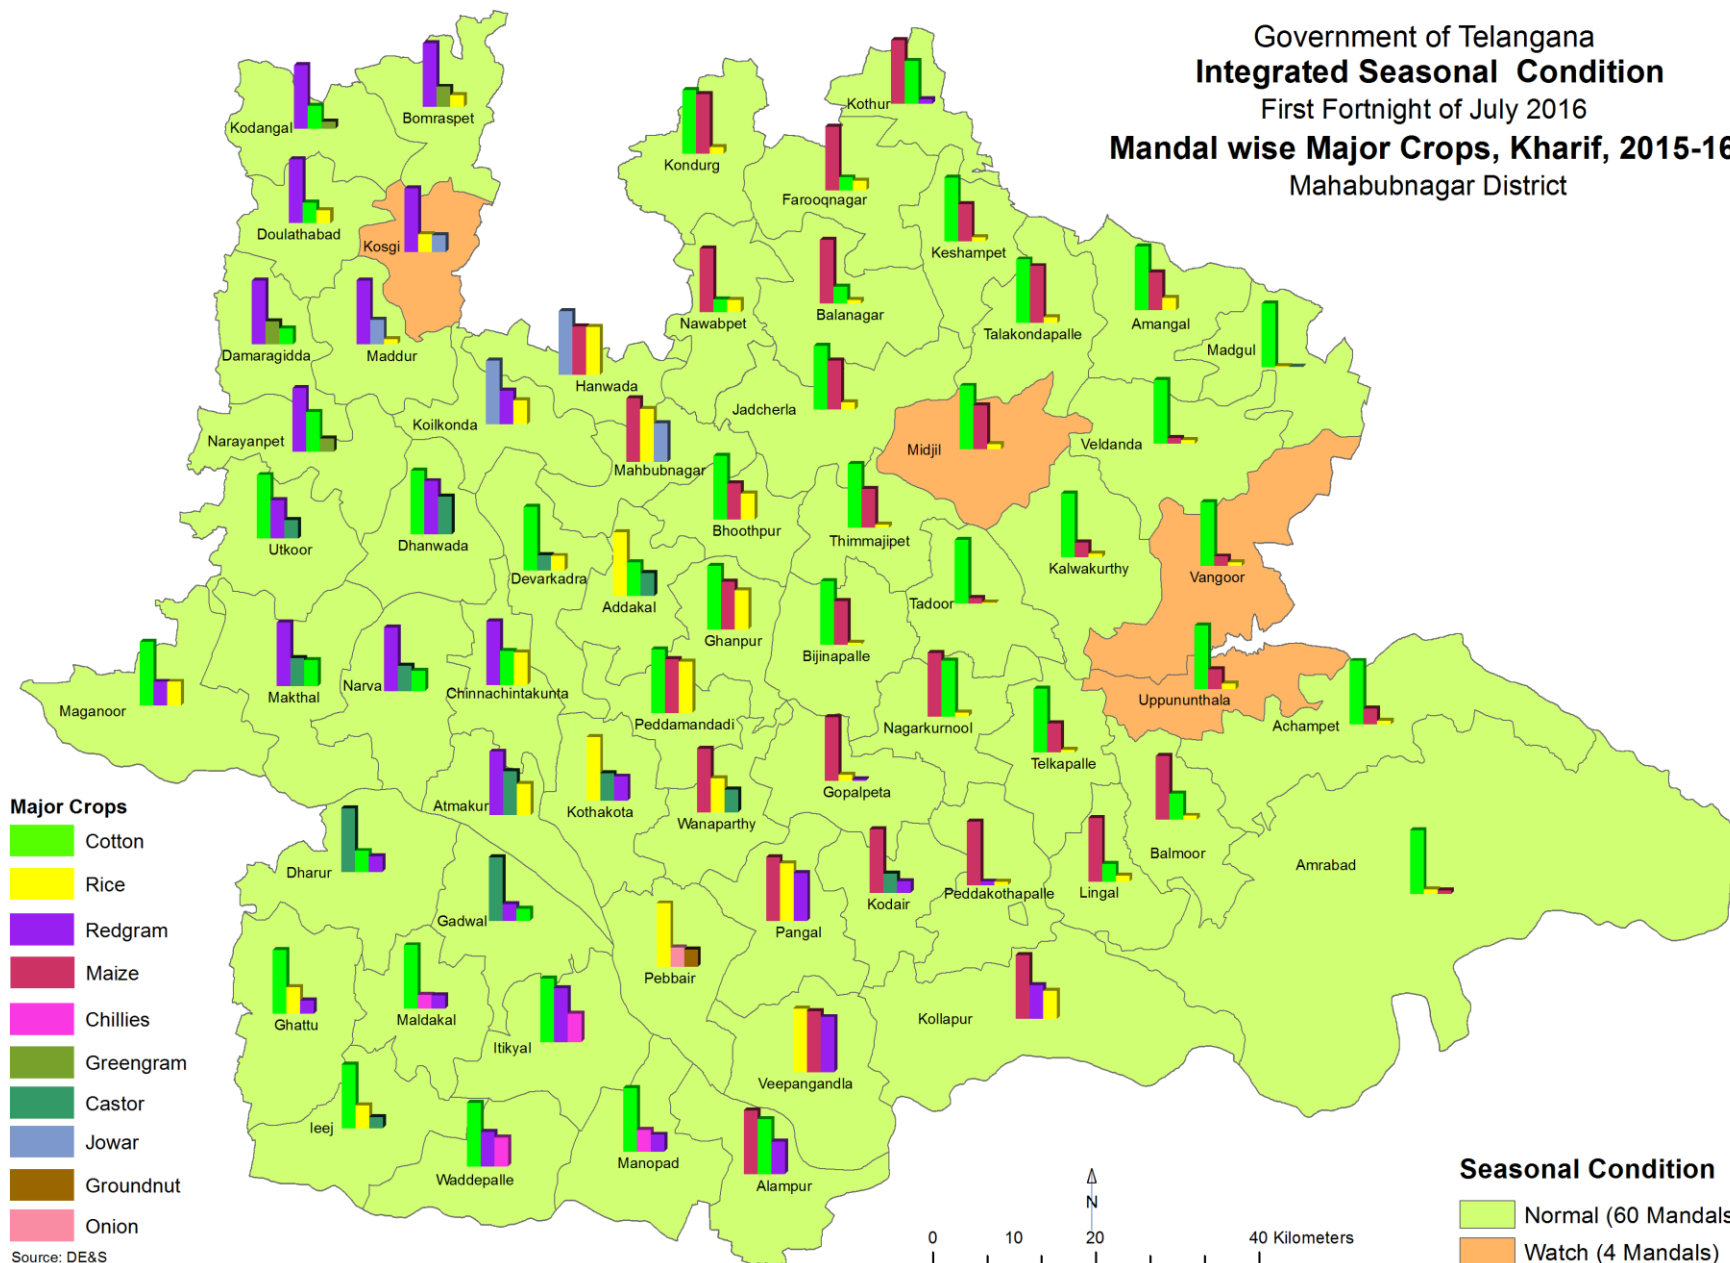 Government of Telangana
Integrated Seasonal Condition
First Fortnight of July 2016
Mandal wise Major Crops, Kharif, 2015-16
Mahabubnagar District
Kothur
Bomraspet
Kodangal
Kondurg
Farooqnagar
Doulathabad
Kosgi
Keshampet
Nawabpet
Balanagar
Talakondapalle
Amangal
Damaragidda
Maddur
Madgul
Hanwada
Jadcherla
Koilkonda
Narayanpet
Veldanda
Midjil
Mahbubnagar
Bhoothpur
Thimmajipet
Utkoor
Dhanwada
Devarkadra
Kalwakurthy
Vangoor
Addakal
Tadoor
Ghanpur
Bijinapalle
Makthal
Narva
Chinnachintakunta
Maganoor
Peddamandadi
Nagarkurnool
Uppununthala
Achampet
Telkapalle
Gopalpeta
Atmakur
Kothakota
Wanaparthy
Balmoor
Amrabad
Dharur
Kodair
Peddakothapalle
Lingal
Gadwal
Pangal
Pebbair
Ghattu
Maldakal
Itikyal
Kollapur
Veepangandla
Ieej
Waddepalle
Manopad
Alampur
Major Crops
Cotton
Rice
Redgram
Maize
Chillies
Greengram
Castor
Jowar
Groundnut
Onion
Source: DE&S
N
0 10 20 40 Kilometers
Seasonal Condition
Normal (60 Mandals
Watch (4 Mandals)